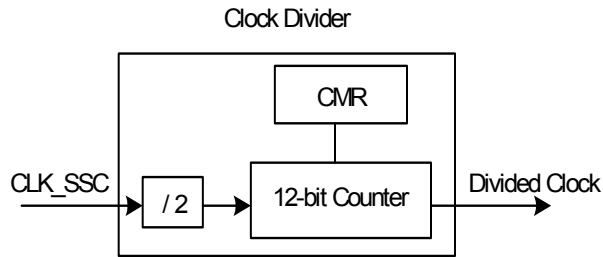 Clock Divider
CMR
CLK_SSC
/ 2
12-bit Counter
Divided Clock